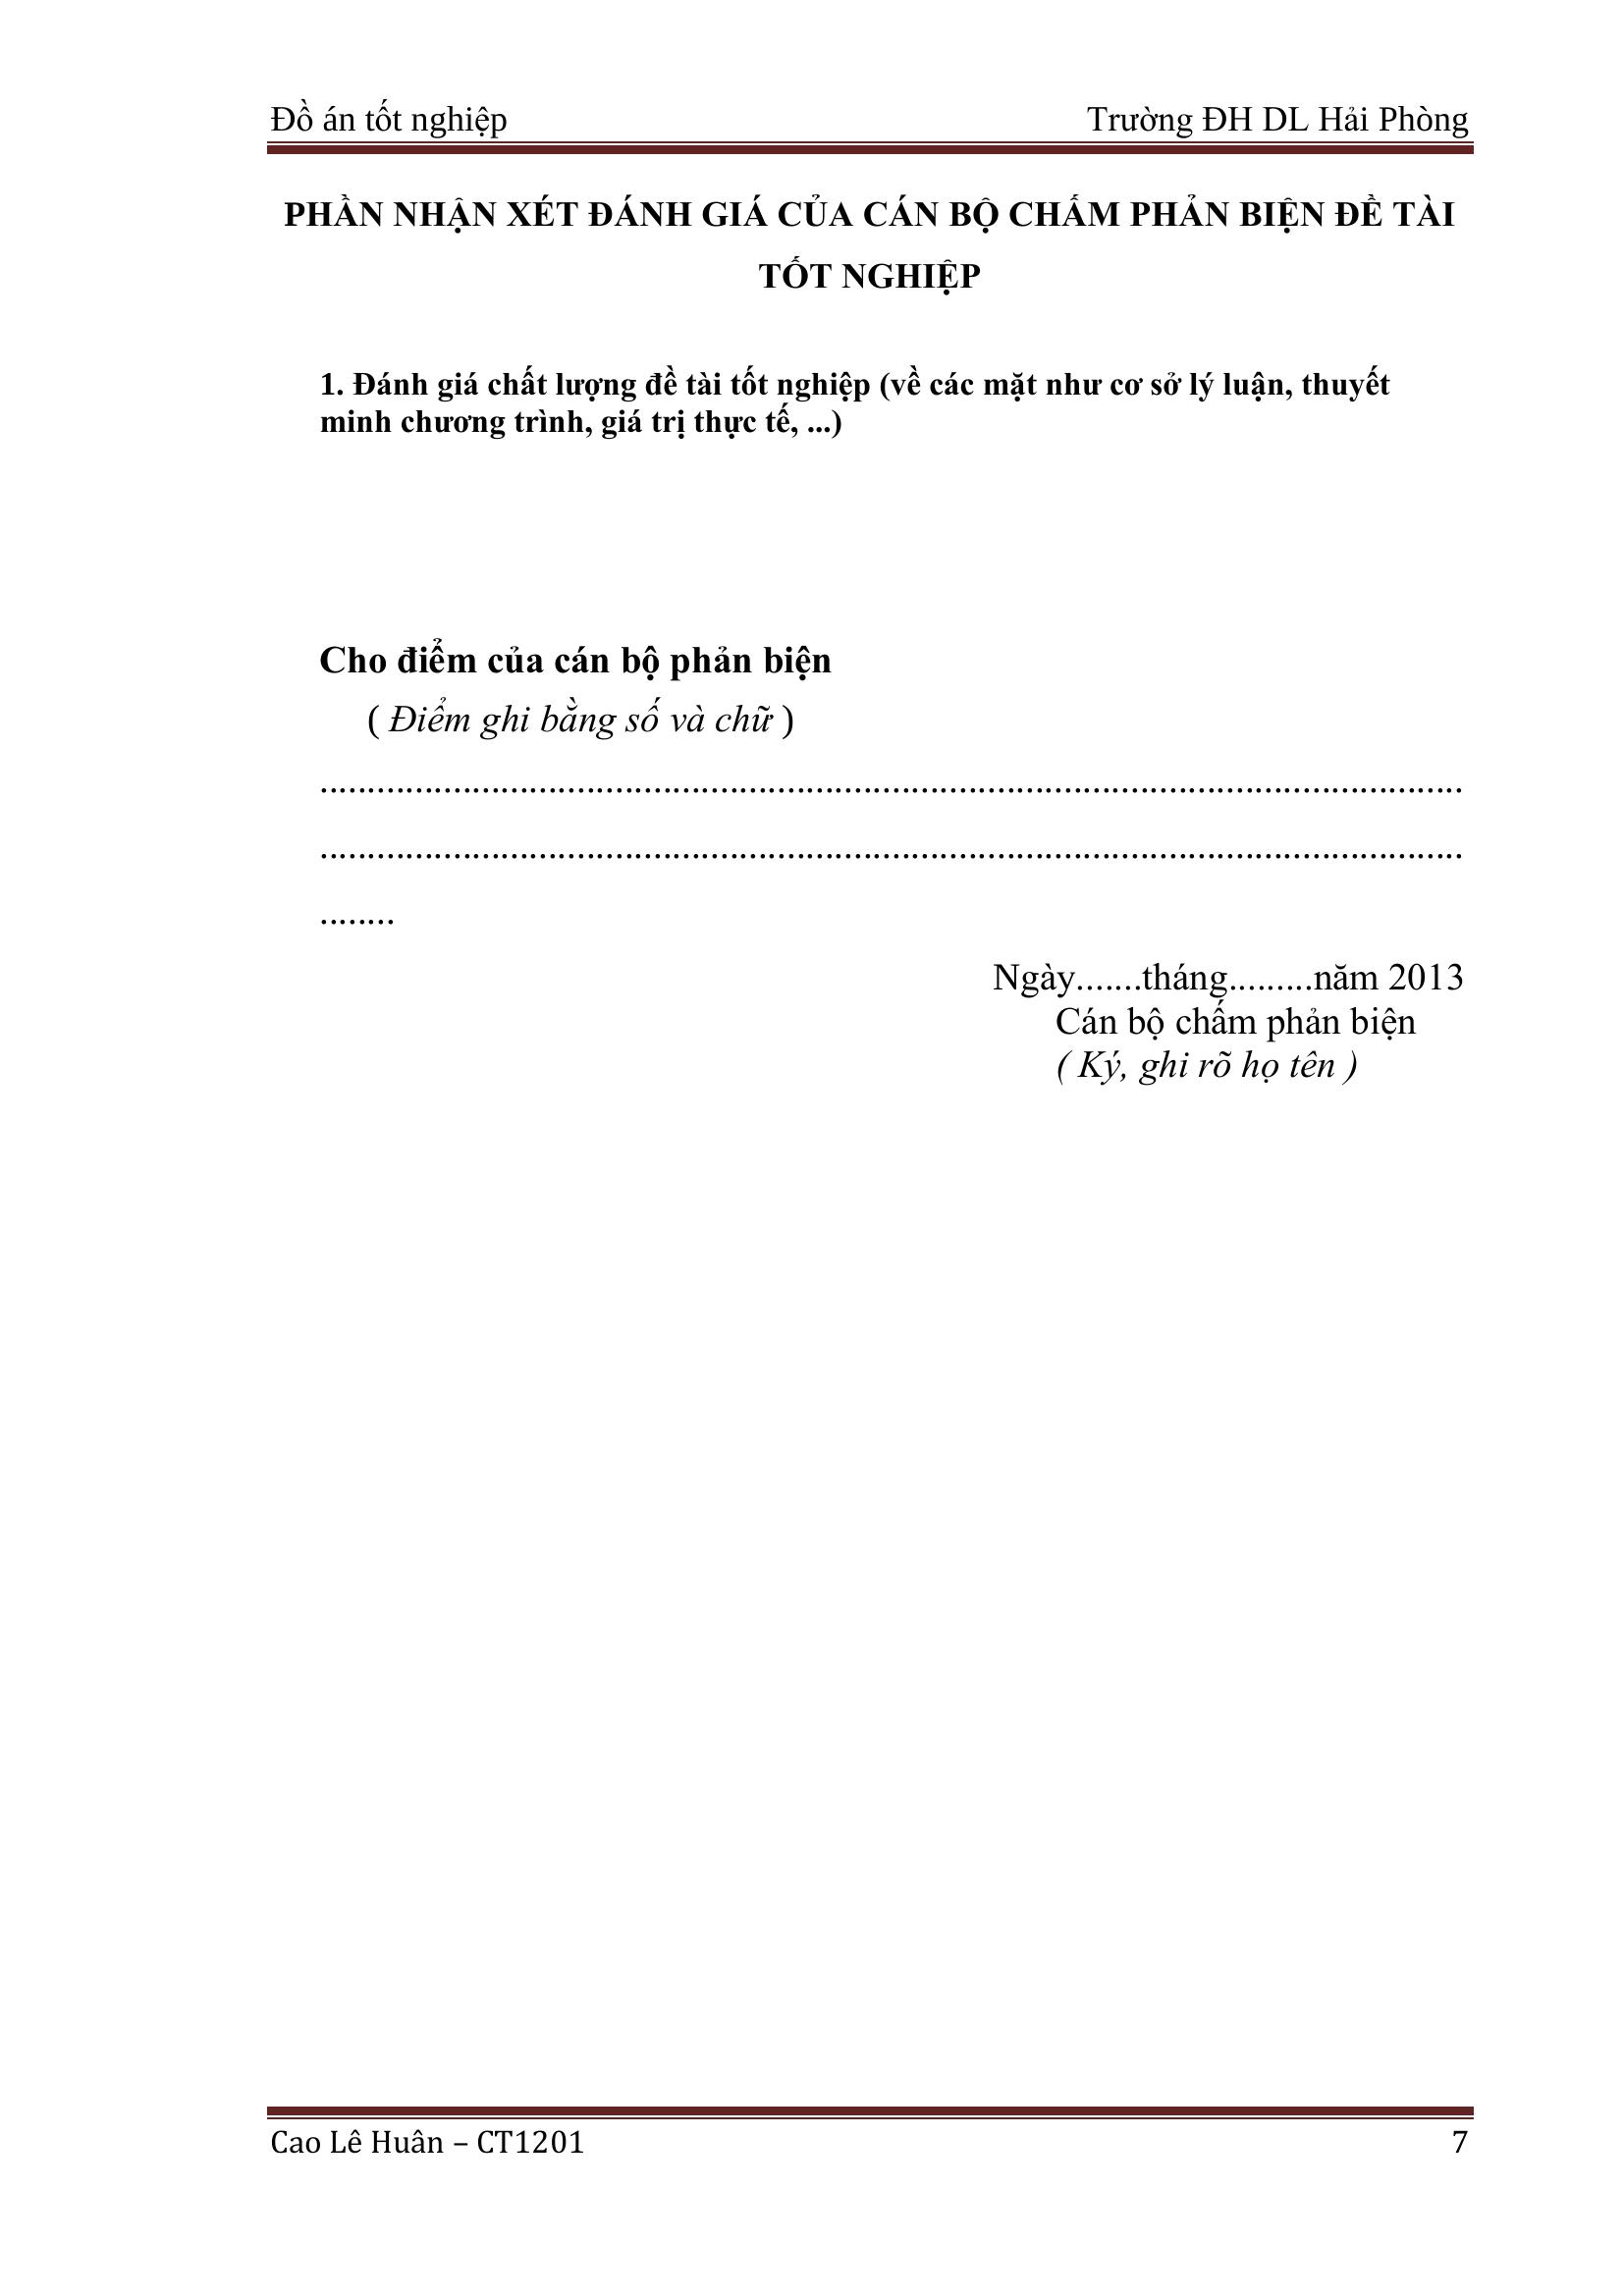 Đồ án tốt nghiệp Trường ĐH DL Hải Phòng
PHẦN NHẬN XÉT ĐÁNH GIÁ CỦA CÁN BỘ CHẤM PHẢN BIỆN ĐỀ TÀI
TỐT NGHIỆP
1. Đánh giá chất lượng đề tài tốt nghiệp (về các mặt như cơ sở lý luận, thuyết
minh chương trình, giá trị thực tế, ...)
Cho điểm của cán bộ phản biện
( Điểm ghi bằng số và chữ )
........................................................................................................................
........................................................................................................................
........
Ngày.......tháng.........năm 2013
Cán bộ chấm phản biện
( Ký, ghi rõ họ tên )
Cao Lê Huân – CT1201 7